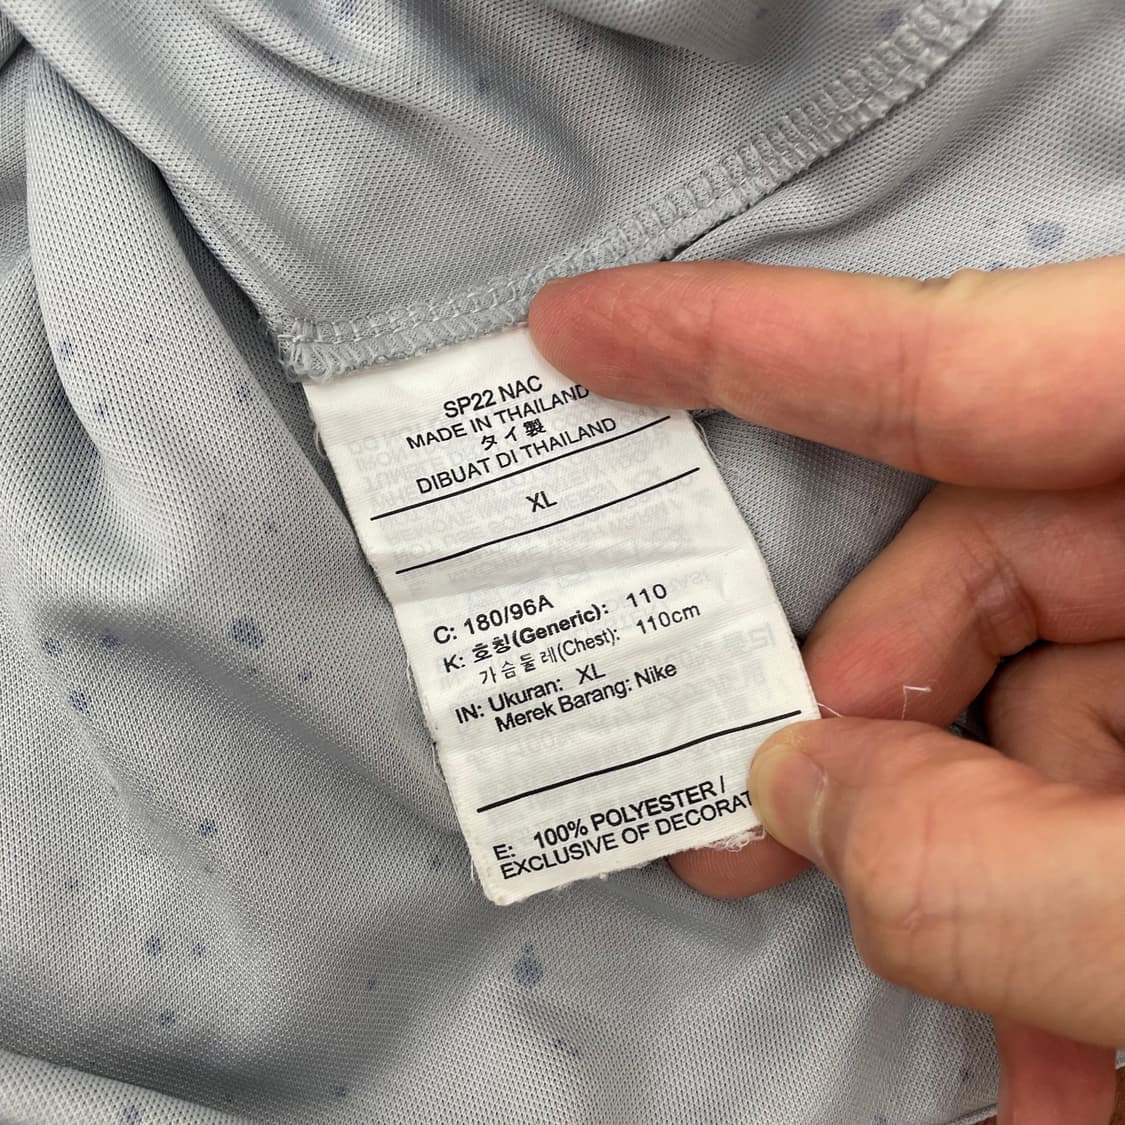 SP22 NAC
MADE IN THAILAND
タイ製
DIBUAT DI THAILAND
XL
C: 180/96A
K: 호칭(Generic): 110
가슴둘레(Chest): 110cm
IN: Ukuran: XL
Merek Barang: Nike
E: 100% POLYESTER /
EXCLUSIVE OF